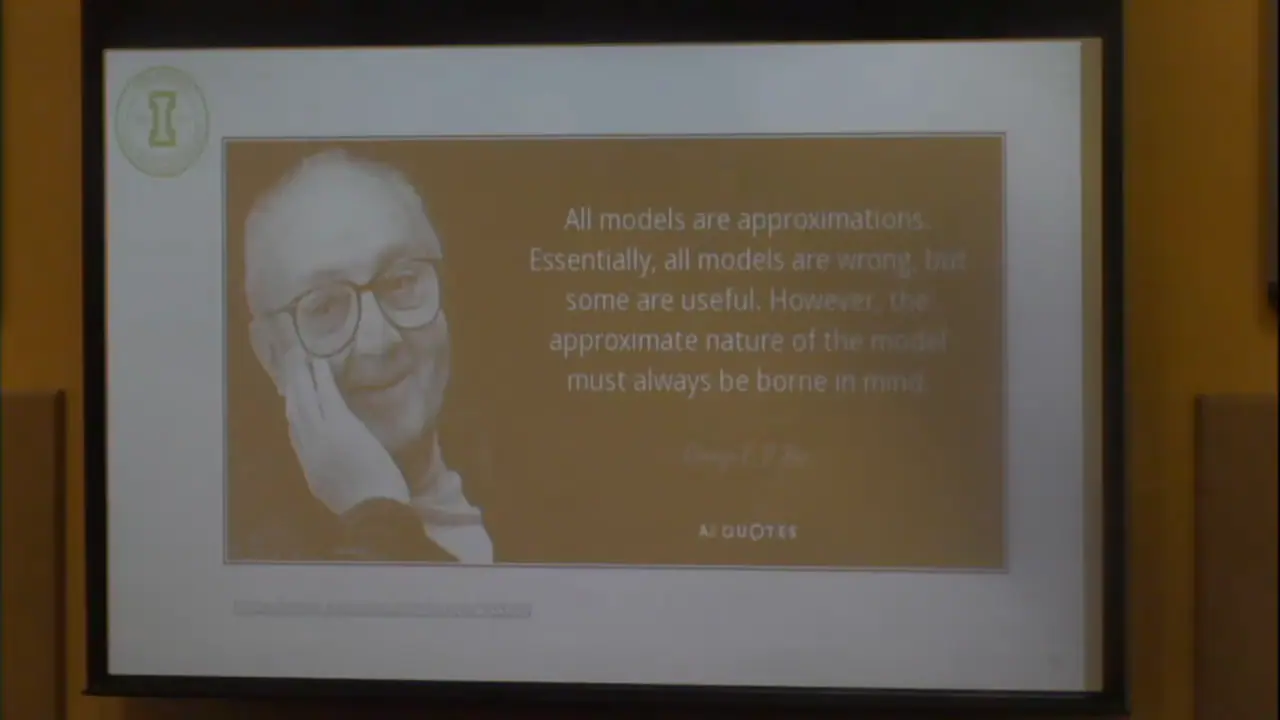 I
All models are approximations.
Essentially, all models are wrong, but
some are useful. However, the
approximate nature of the model
must always be borne in mind.
AZ QUOTES